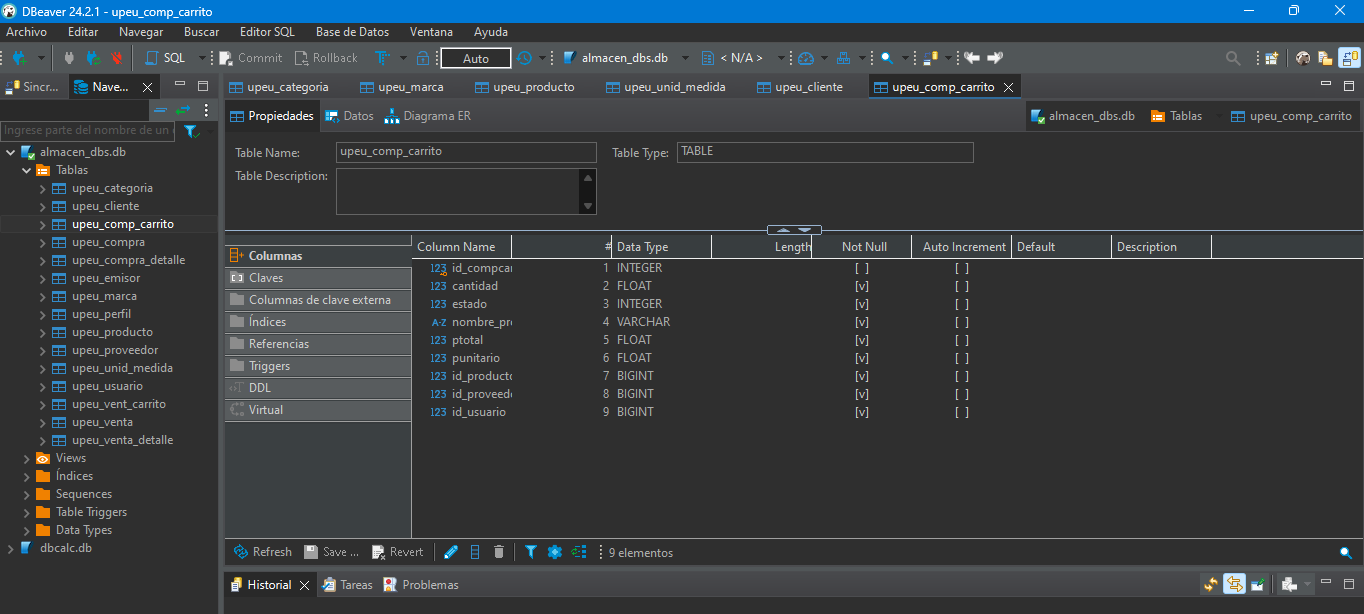 DBeaver 24.2.1 - upeu_comp_carrito
Archivo Editar Navegar Buscar Editor SQL Base de Datos Ventana Ayuda
SQL Commit Rollback Auto almacen_dbs.db < N/A >
Sincr... Nave... upeu_categoria upeu_marca upeu_producto upeu_unid_medida upeu_cliente upeu_comp_carrito
Propiedades Datos Diagrama ER almacen_dbs.db Tablas upeu_comp_carrito
Ingrese parte del nombre de un
almacen_dbs.db
Tablas
upeu_categoria
upeu_cliente
upeu_comp_carrito
upeu_compra
upeu_compra_detalle
upeu_emisor
upeu_marca
upeu_perfil
upeu_producto
upeu_proveedor
upeu_unid_medida
upeu_usuario
upeu_vent_carrito
upeu_venta
upeu_venta_detalle
Views
Índices
Sequences
Table Triggers
Data Types
dbcalc.db
Table Name: upeu_comp_carrito Table Type: TABLE
Table Description:
Columnas
Claves
Columnas de clave externa
Índices
Referencias
Triggers
DDL
Virtual
Column Name # Data Type Length Not Null Auto Increment Default Description
123 id_compcar 1 INTEGER [ ] [ ]
123 cantidad 2 FLOAT [v] [ ]
123 estado 3 INTEGER [v] [ ]
A-Z nombre_pr 4 VARCHAR [v] [ ]
123 ptotal 5 FLOAT [v] [ ]
123 punitario 6 FLOAT [v] [ ]
123 id_producto 7 BIGINT [v] [ ]
123 id_proveed 8 BIGINT [v] [ ]
123 id_usuario 9 BIGINT [v] [ ]
Refresh Save ... Revert 9 elementos
Historial Tareas Problemas